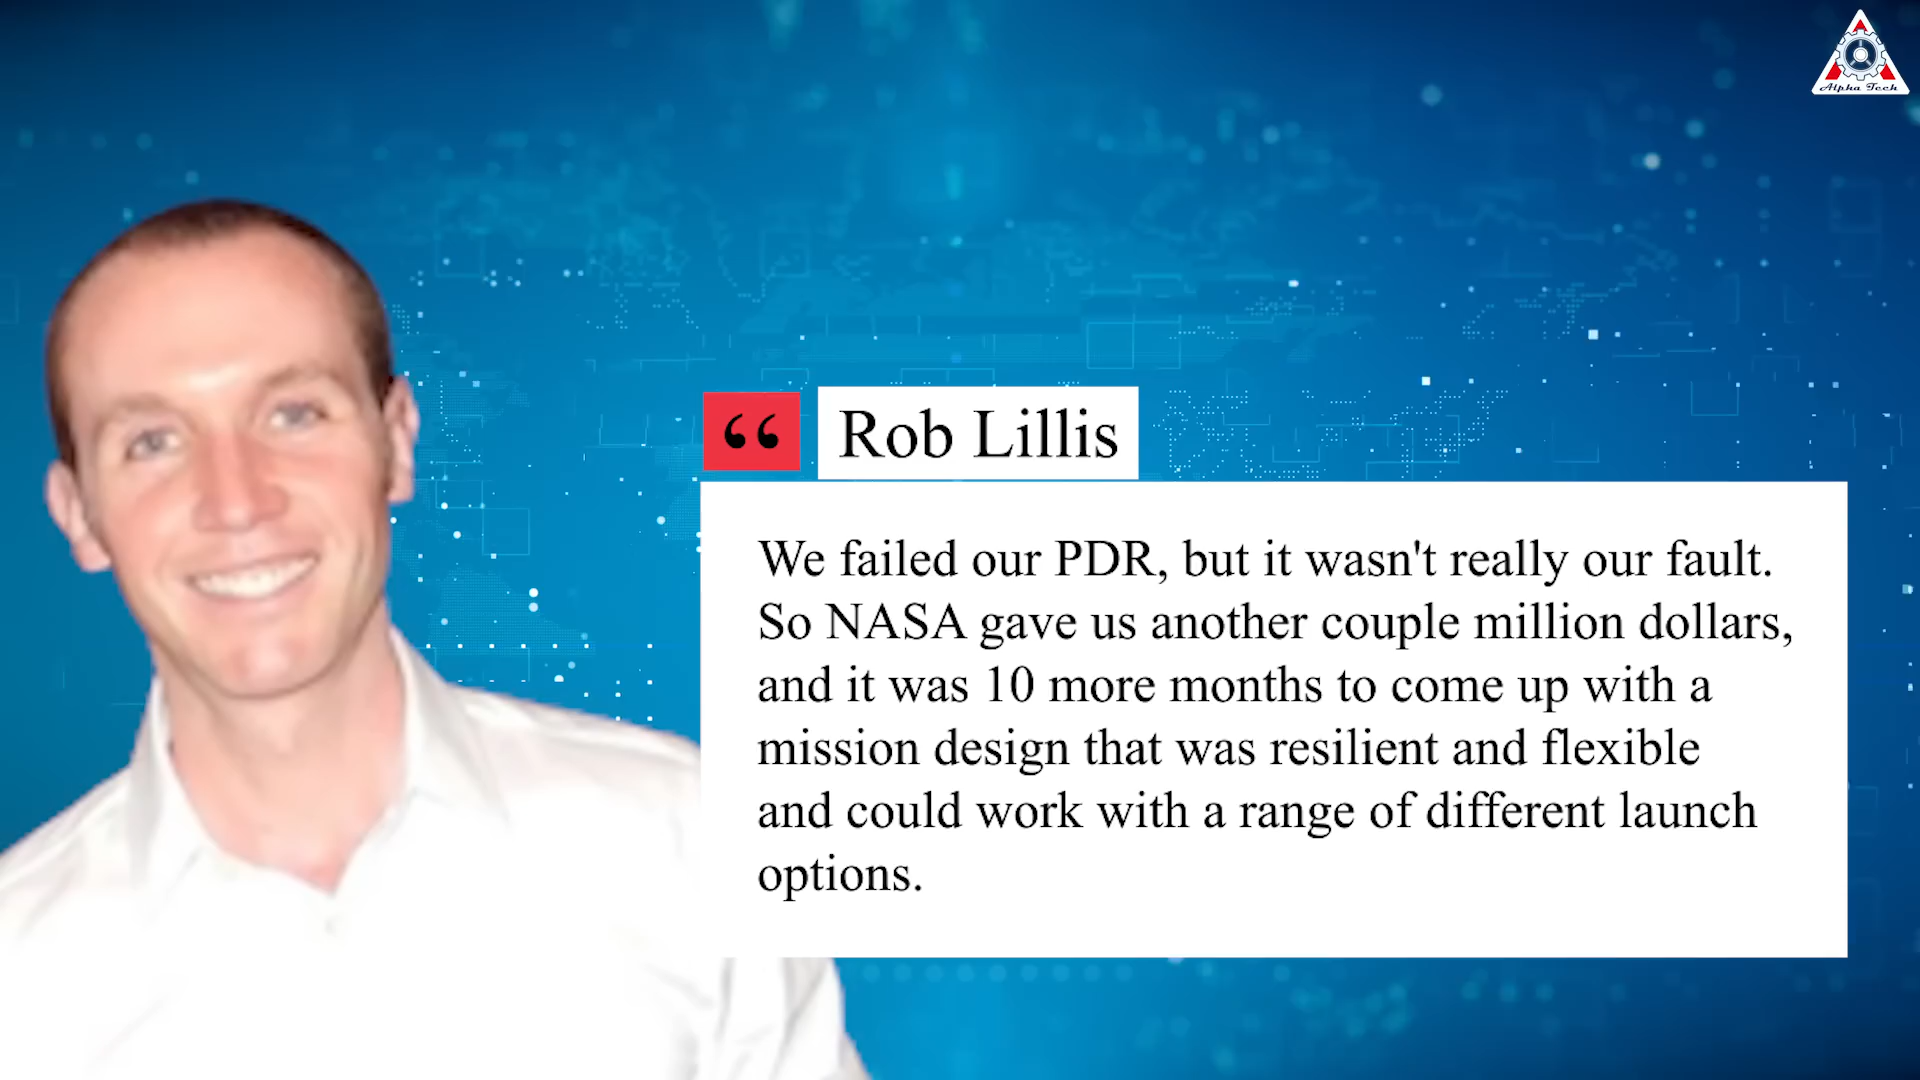 Alpha Tech
“ Rob Lillis
We failed our PDR, but it wasn't really our fault.
So NASA gave us another couple million dollars,
and it was 10 more months to come up with a
mission design that was resilient and flexible
and could work with a range of different launch
options.